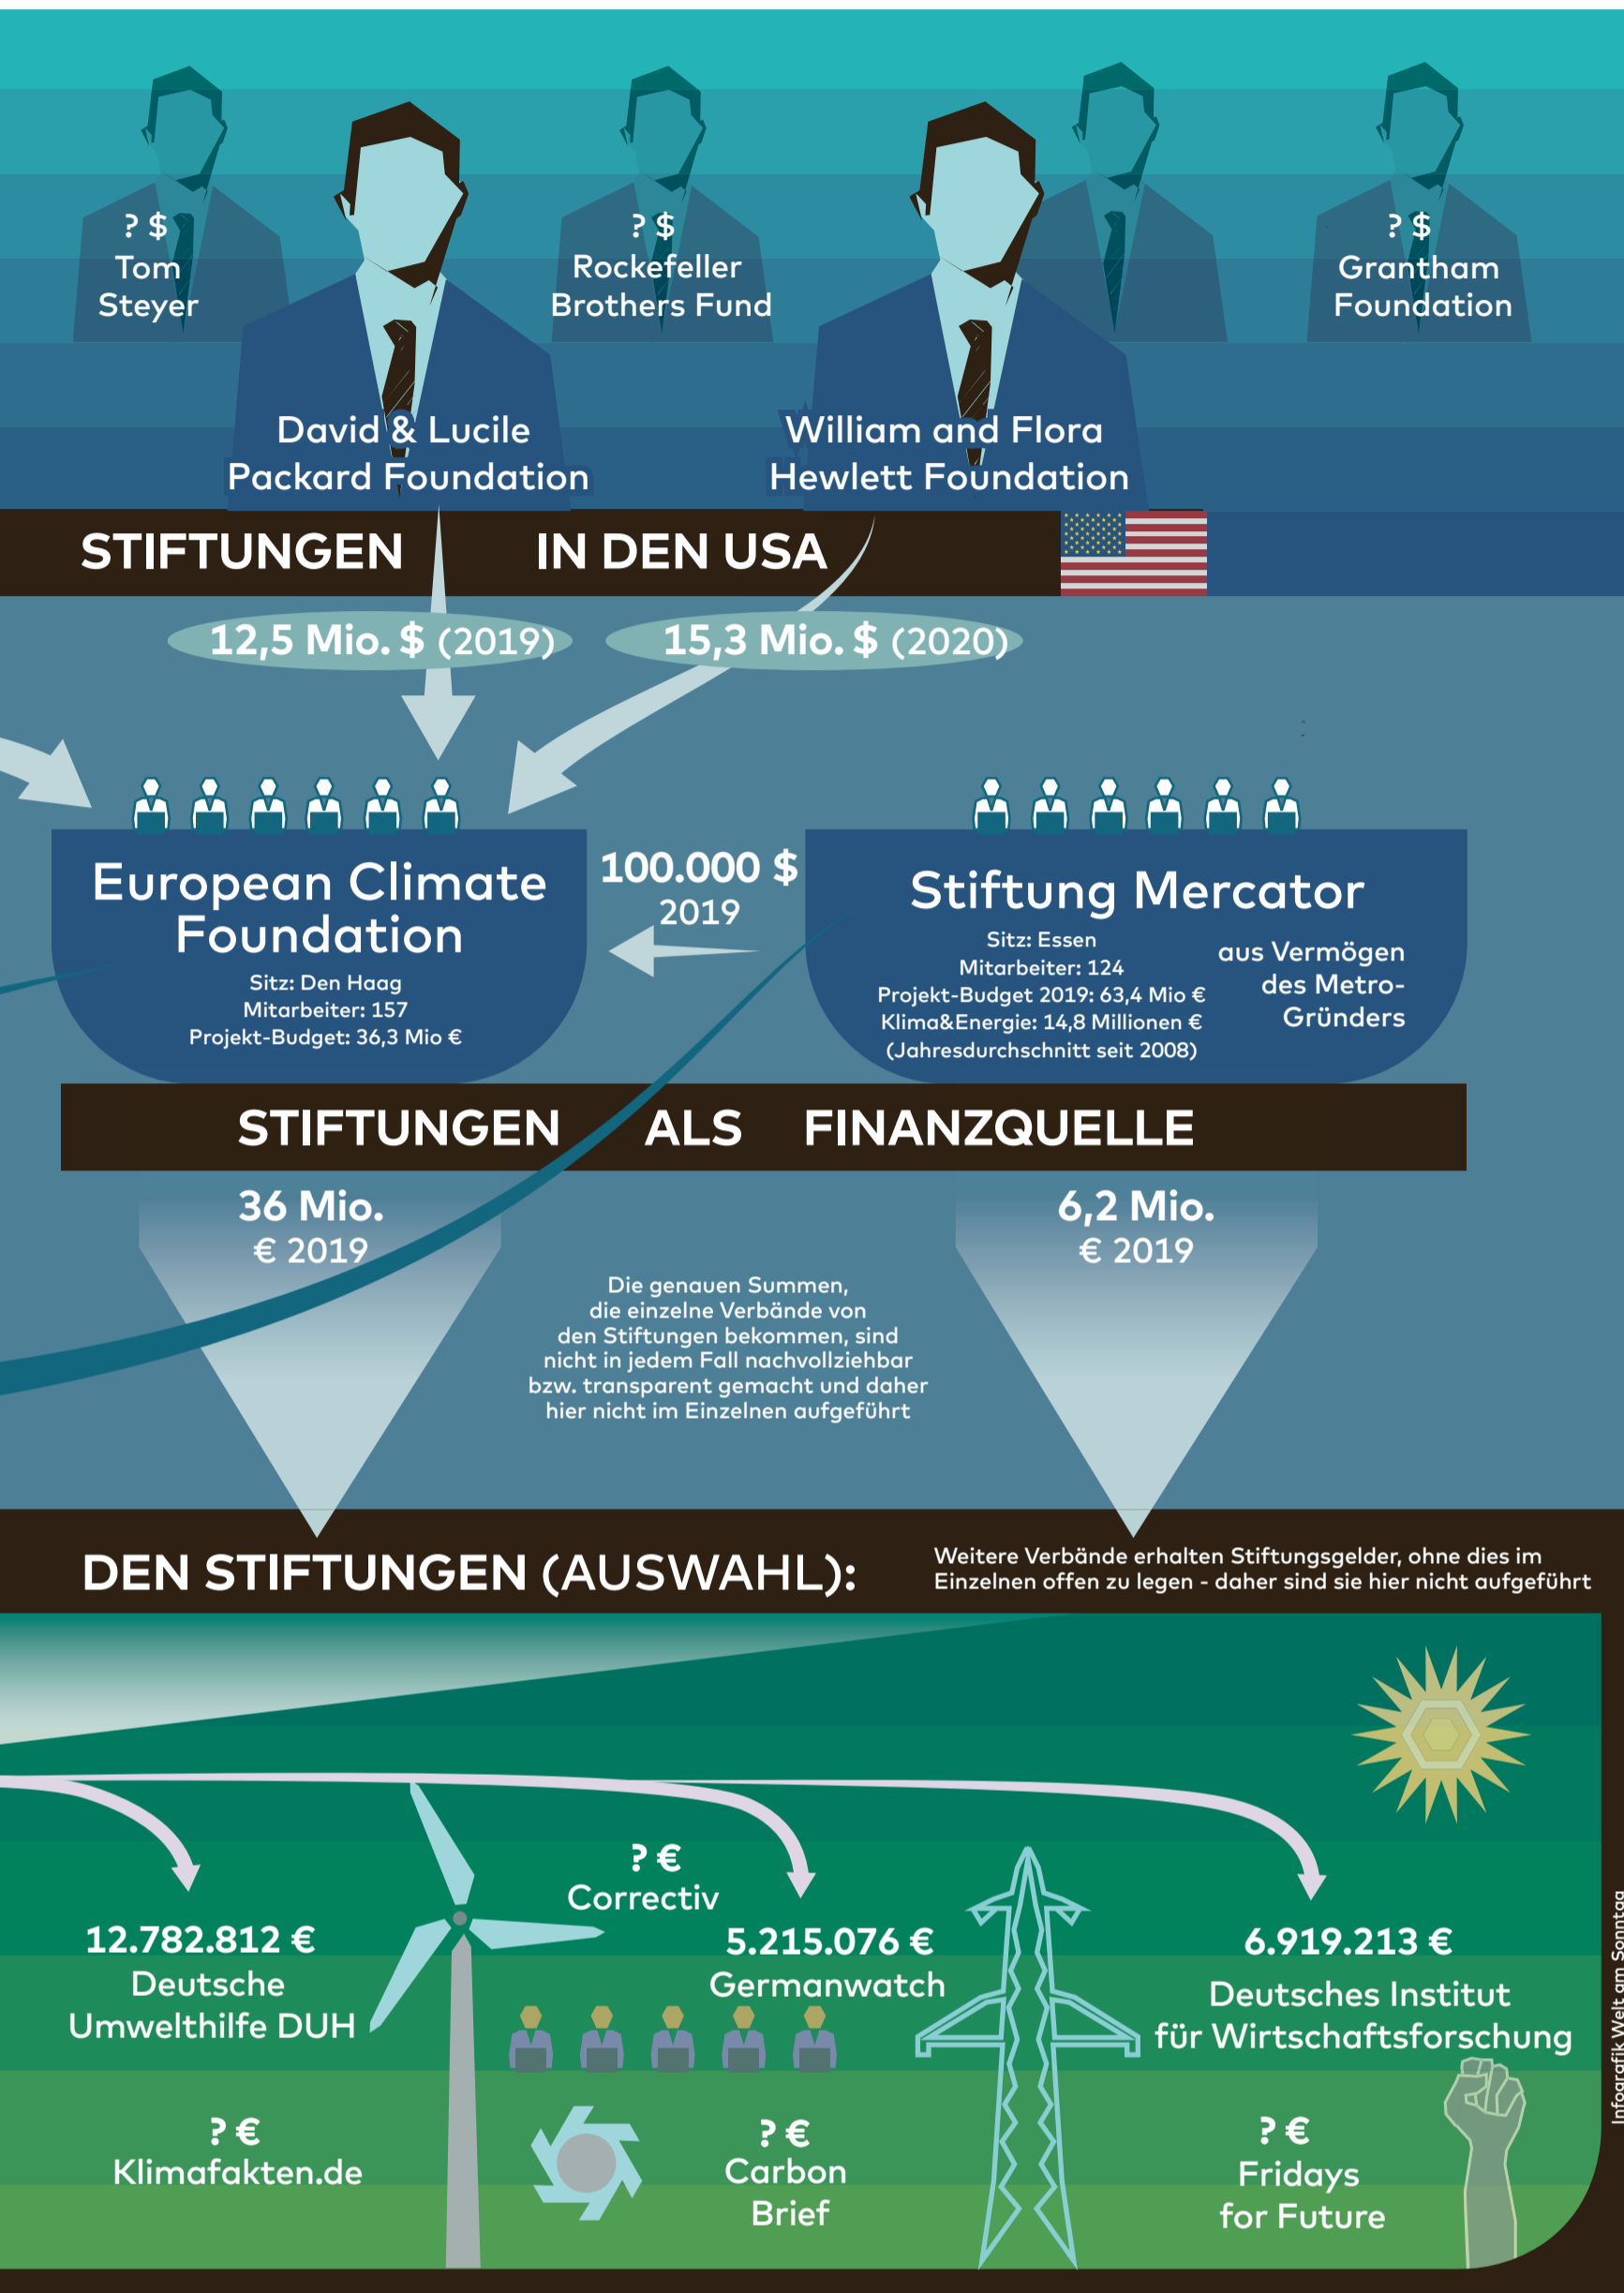 ? $
Tom
Steyer
? $
Rockefeller
Brothers Fund
? $
Grantham
Foundation
David & Lucile
Packard Foundation
William and Flora
Hewlett Foundation
STIFTUNGEN IN DEN USA
12,5 Mio. $ (2019)
15,3 Mio. $ (2020)
European Climate
Foundation
Sitz: Den Haag
Mitarbeiter: 157
Projekt-Budget: 36,3 Mio €
100.000 $
2019
Stiftung Mercator
Sitz: Essen
Mitarbeiter: 124
Projekt-Budget 2019: 63,4 Mio €
Klima&Energie: 14,8 Millionen €
(Jahresdurchschnitt seit 2008)
aus Vermögen
des Metro-
Gründers
STIFTUNGEN ALS FINANZQUELLE
36 Mio.
€ 2019
6,2 Mio.
€ 2019
Die genauen Summen,
die einzelne Verbände von
den Stiftungen bekommen, sind
nicht in jedem Fall nachvollziehbar
bzw. transparent gemacht und daher
hier nicht im Einzelnen aufgeführt
DEN STIFTUNGEN (AUSWAHL):
Weitere Verbände erhalten Stiftungsgelder, ohne dies im
Einzelnen offen zu legen - daher sind sie hier nicht aufgeführt
12.782.812 €
Deutsche
Umwelthilfe DUH
? €
Correctiv
5.215.076 €
Germanwatch
6.919.213 €
Deutsches Institut
für Wirtschaftsforschung
? €
Klimafakten.de
? €
Carbon
Brief
? €
Fridays
for Future
Infografik Welt am Sonntag